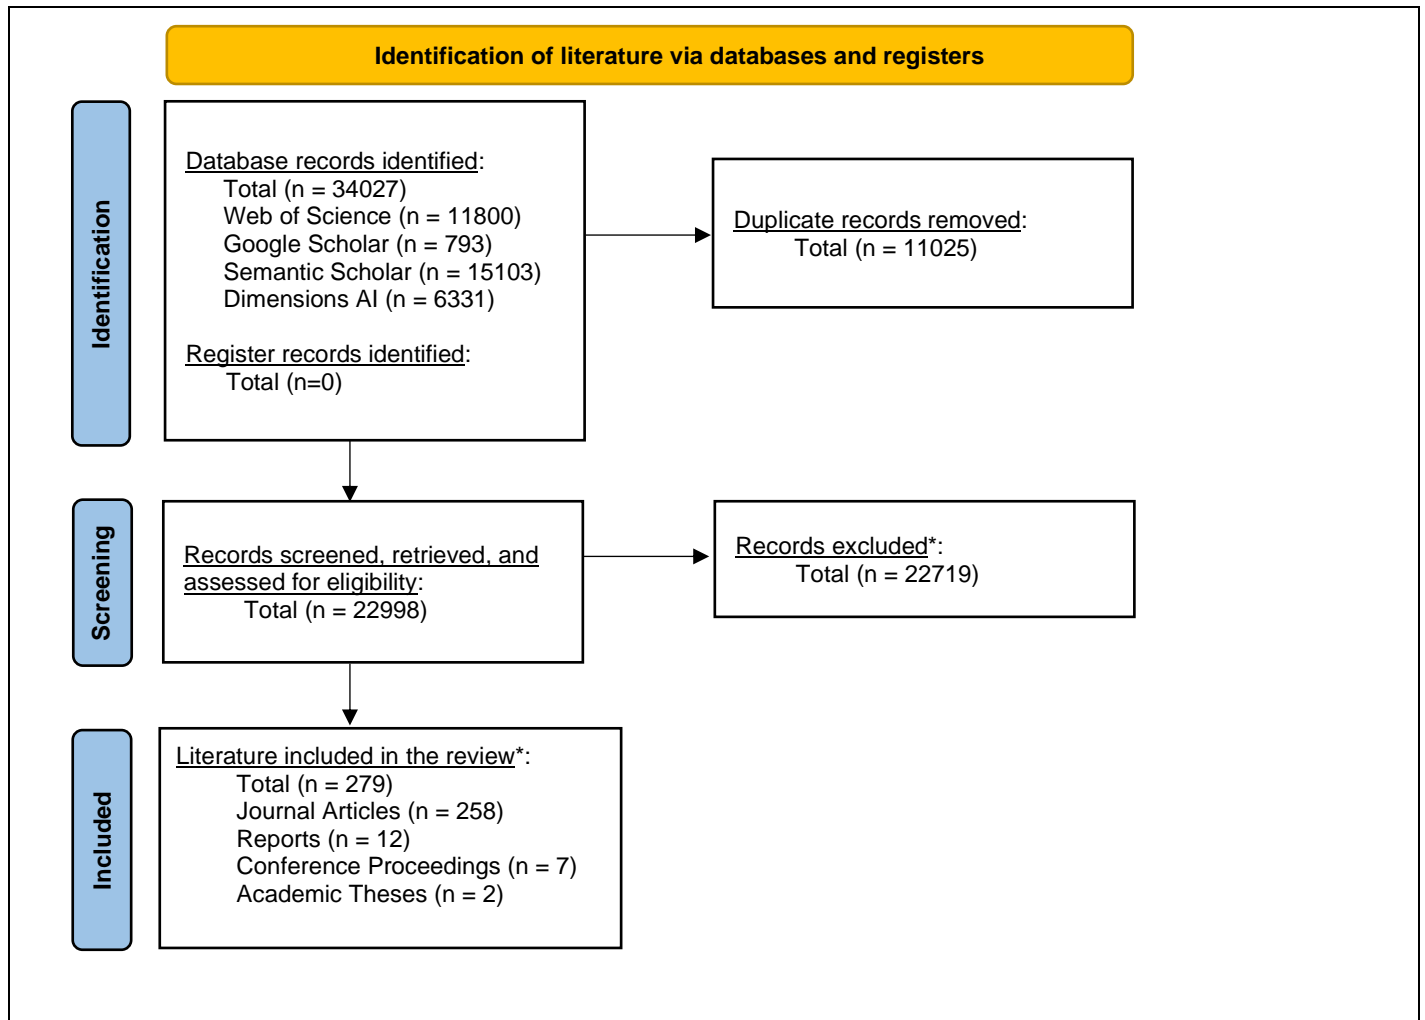 Identification of literature via databases and registers
Identification
Database records identified:
Total (n = 34027)
Web of Science (n = 11800)
Google Scholar (n = 793)
Semantic Scholar (n = 15103)
Dimensions AI (n = 6331)
Register records identified:
Total (n=0)
Duplicate records removed:
Total (n = 11025)
Screening
Records screened, retrieved, and
assessed for eligibility:
Total (n = 22998)
Records excluded*:
Total (n = 22719)
Included
Literature included in the review*:
Total (n = 279)
Journal Articles (n = 258)
Reports (n = 12)
Conference Proceedings (n = 7)
Academic Theses (n = 2)